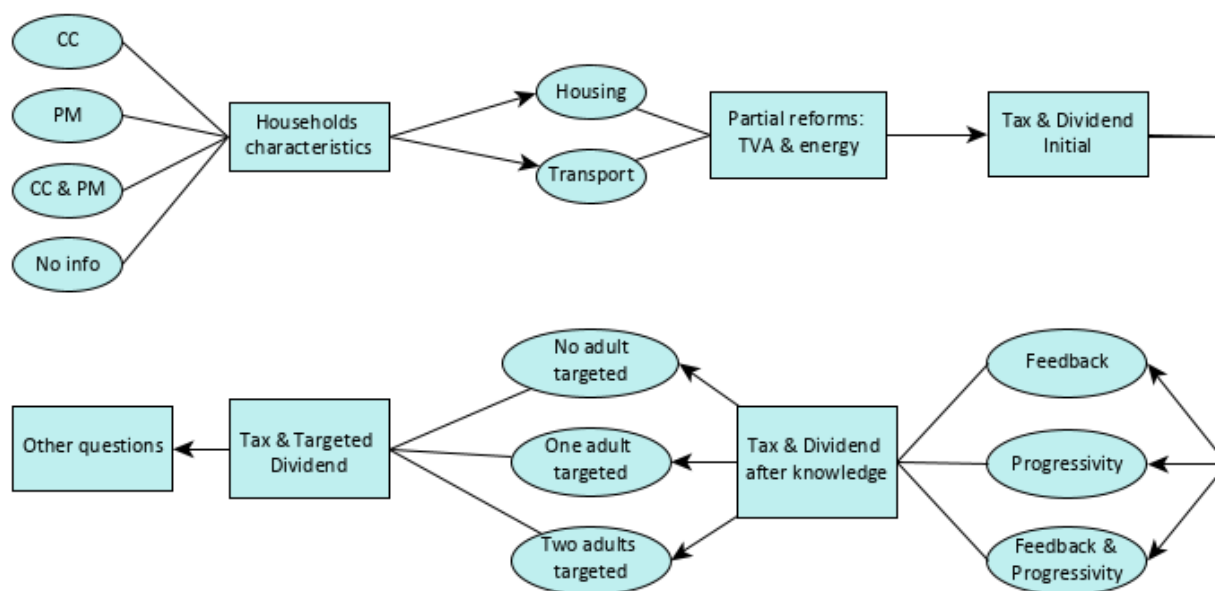 CC
PM
CC & PM
No info
Households
characteristics
Housing
Transport
Partial reforms:
TVA & energy
Tax & Dividend
Initial
Feedback
Progressivity
Feedback &
Progressivity
Tax & Dividend
after knowledge
No adult
targeted
One adult
targeted
Two adults
targeted
Tax & Targeted
Dividend
Other questions